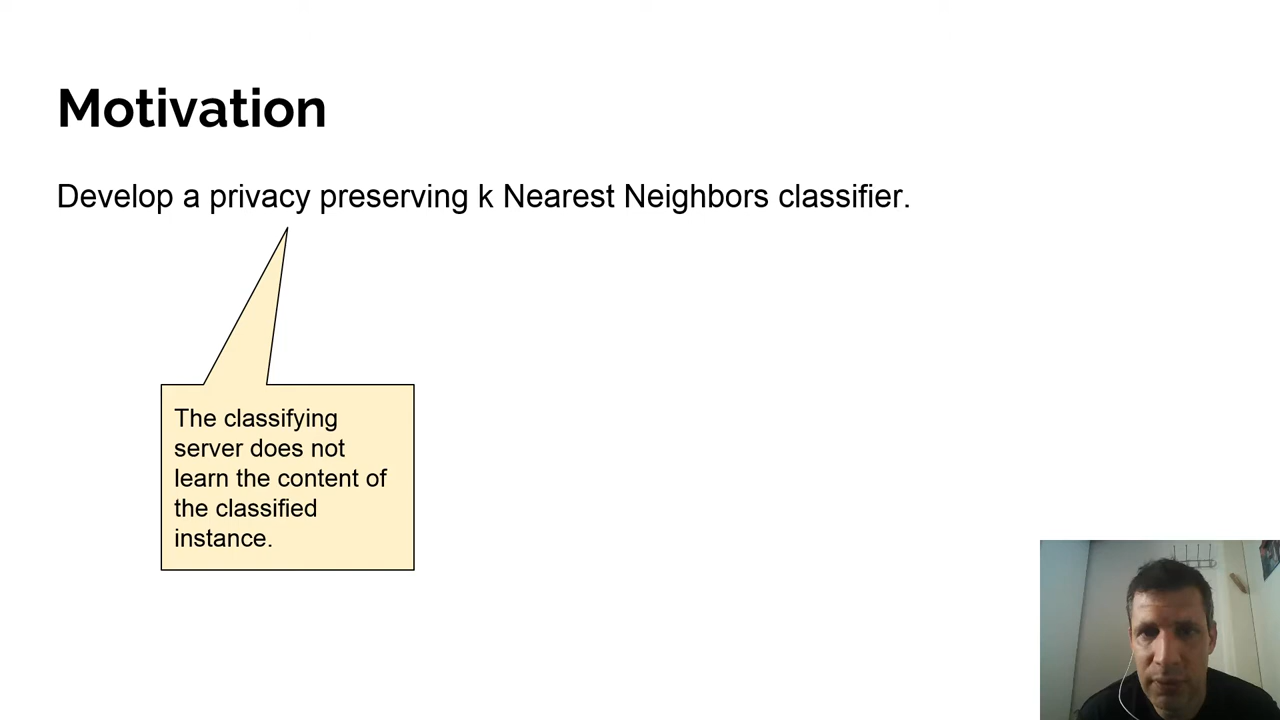 Motivation
Develop a privacy preserving k Nearest Neighbors classifier.
The classifying
server does not
learn the content of
the classified
instance.